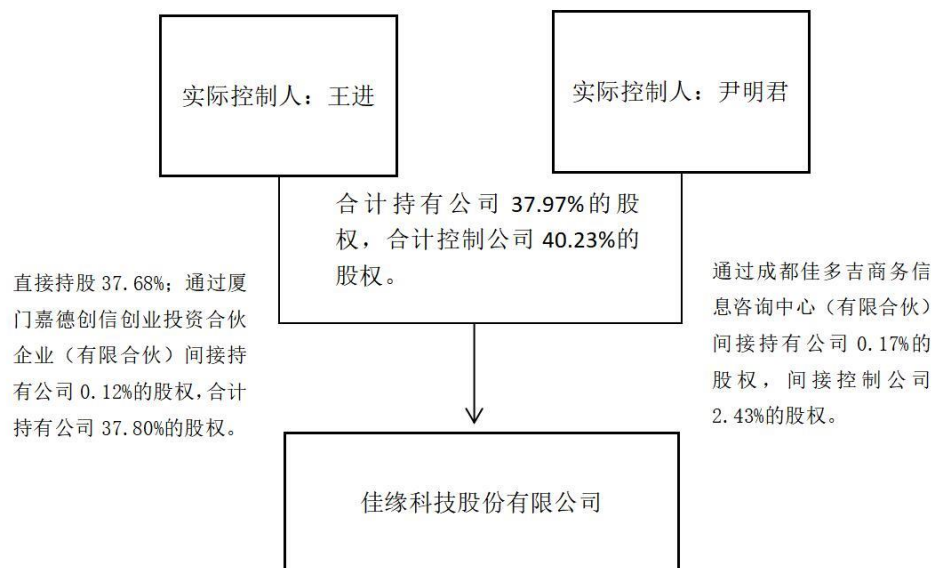 实际控制人：王进
实际控制人：尹明君
合计持有公司 37.97%的股
权，合计控制公司 40.23%的
股权。
直接持股 37.68%；通过厦
门嘉德创信创业投资合伙
企业（有限合伙）间接持
有公司 0.12%的股权，合计
持有公司 37.80%的股权。
通过成都佳多吉商务信
息咨询中心（有限合伙）
间接持有公司 0.17%的
股权，间接控制公司
2.43%的股权。
佳缘科技股份有限公司